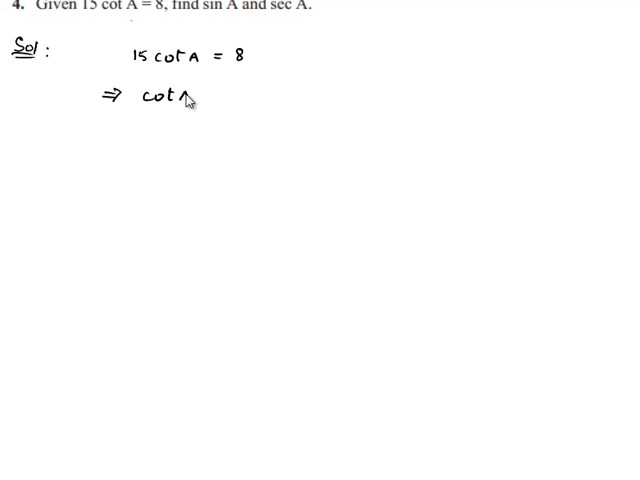 4. Given 15 cot A = 8, find sin A and sec A.
Sol :
15 cot A = 8
⇒ cot A